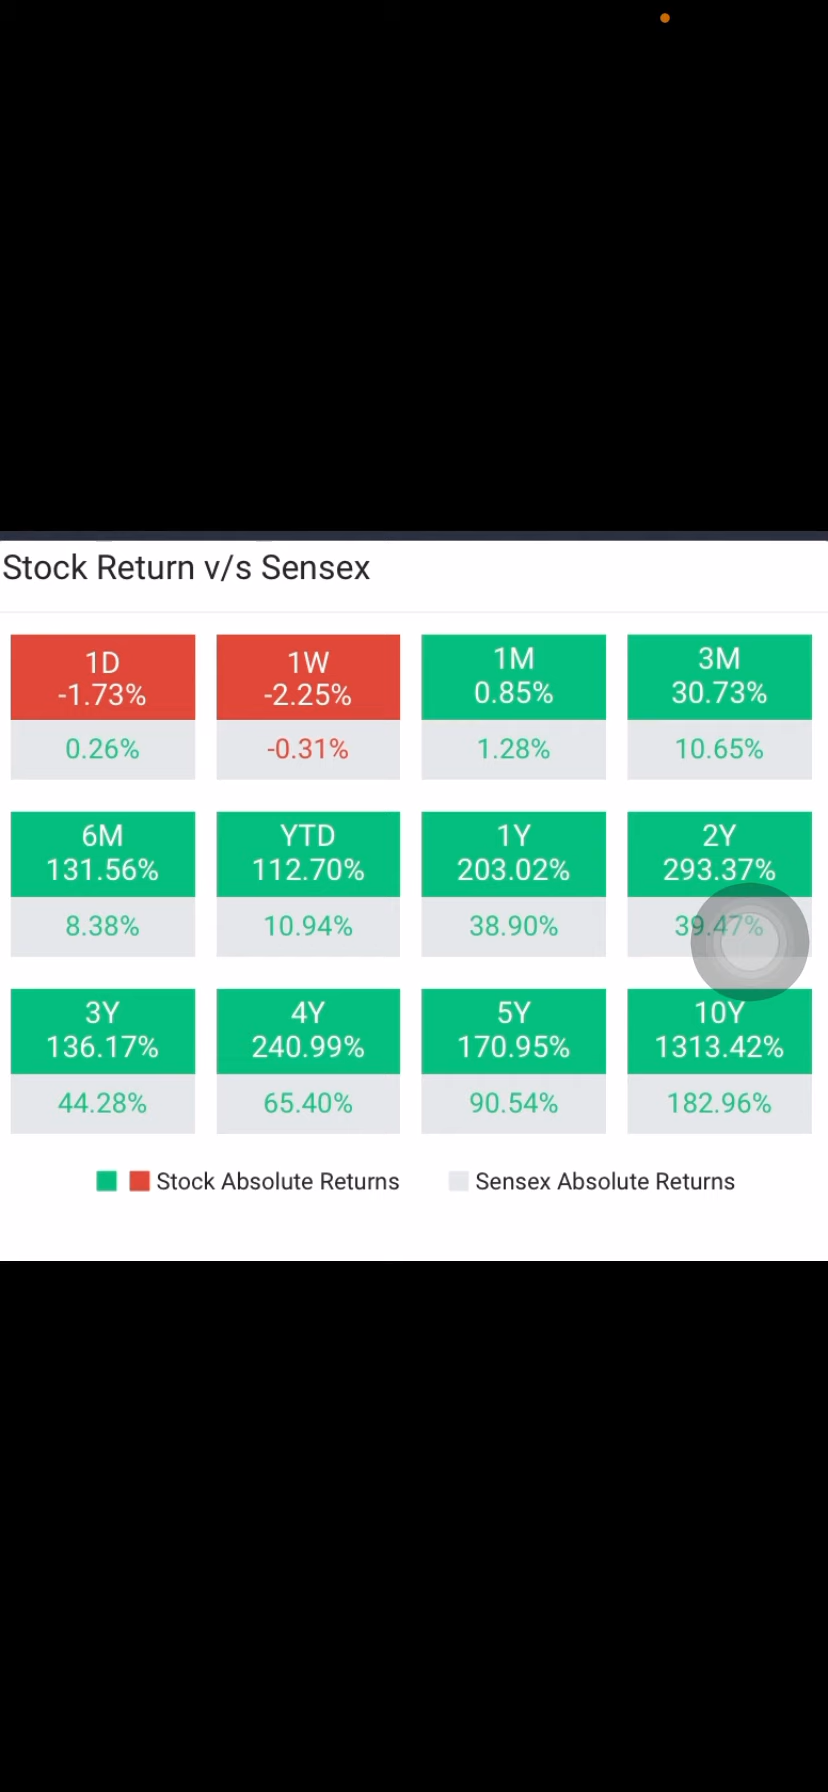 Stock Return v/s Sensex
1D
-1.73%
0.26%
1W
-2.25%
-0.31%
1M
0.85%
1.28%
3M
30.73%
10.65%
6M
131.56%
8.38%
YTD
112.70%
10.94%
1Y
203.02%
38.90%
2Y
293.37%
39.47%
3Y
136.17%
44.28%
4Y
240.99%
65.40%
5Y
170.95%
90.54%
10Y
1313.42%
182.96%
Stock Absolute Returns Sensex Absolute Returns